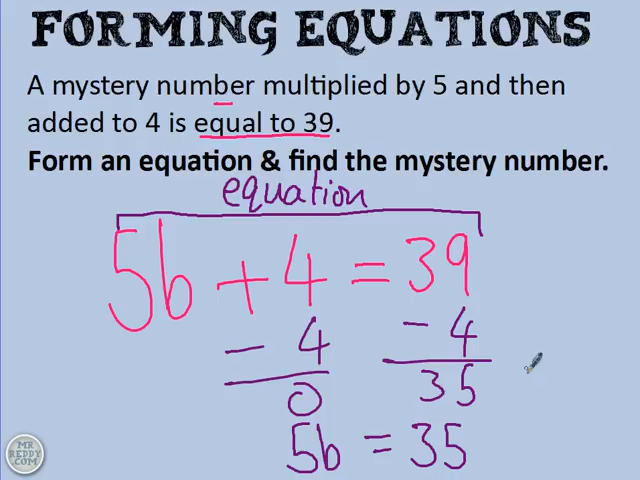 FORMING EQUATIONS
A mystery number multiplied by 5 and then
added to 4 is equal to 39.
Form an equation & find the mystery number.
equation
5b + 4 = 39
- 4 - 4
0 35
5b = 35
MR
REDDY
.COM